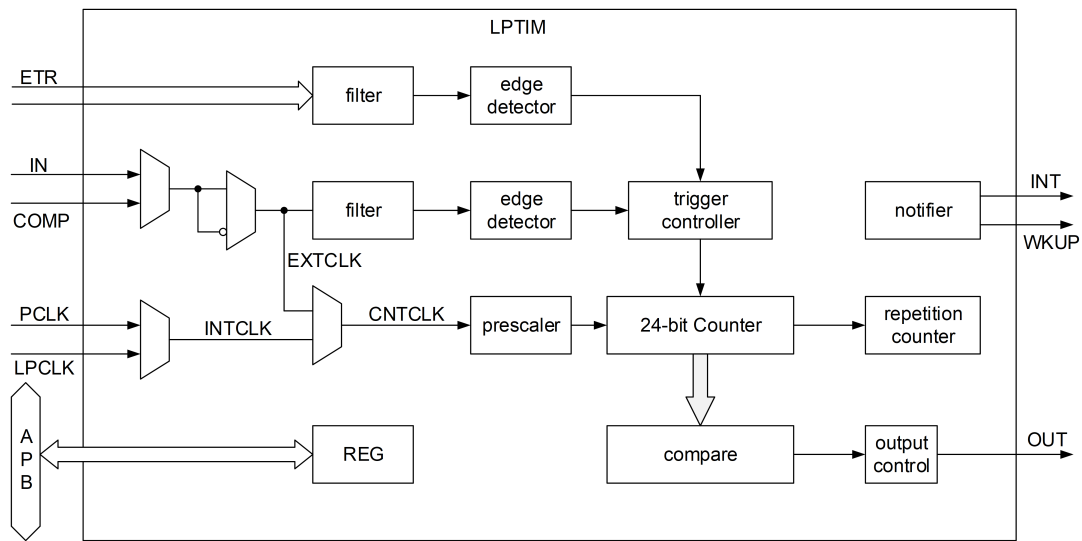 LPTIM
ETR
filter
edge
detector
IN
COMP
filter
edge
detector
trigger
controller
notifier
INT
WKUP
EXTCLK
PCLK
LPCLK
INTCLK
CNTCLK
prescaler
24-bit Counter
repetition
counter
A
P
B
REG
compare
output
control
OUT